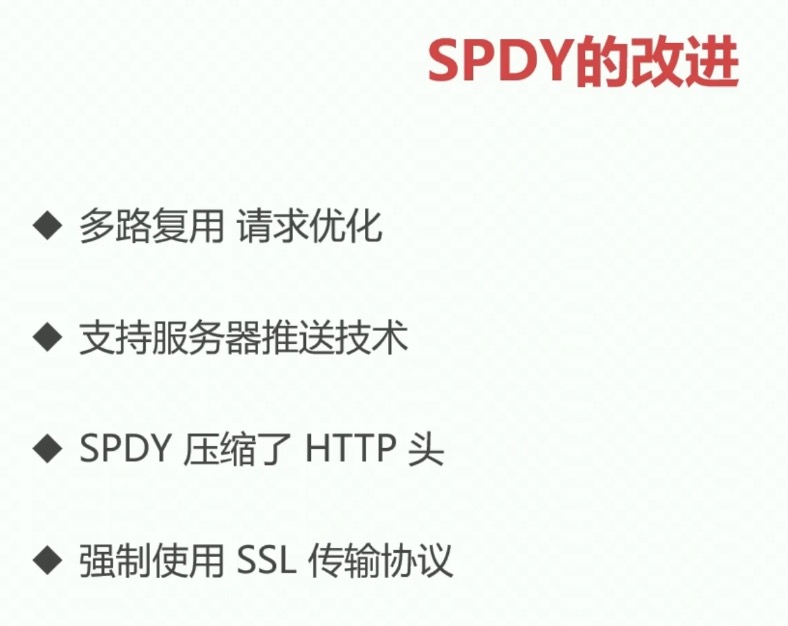 SPDY的改进
◆ 多路复用 请求优化
◆ 支持服务器推送技术
◆ SPDY 压缩了 HTTP 头
◆ 强制使用 SSL 传输协议